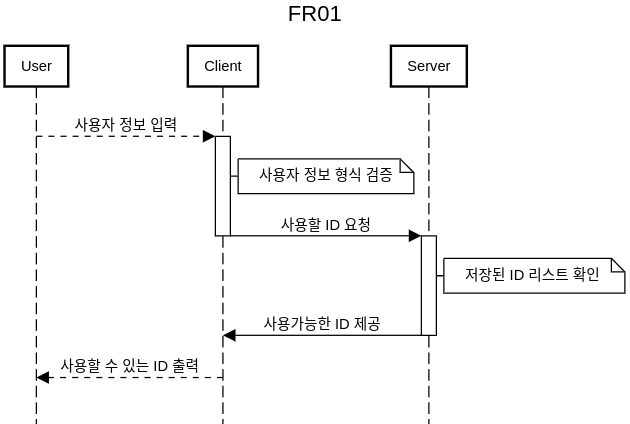 FR01
User
Client
Server
사용자 정보 입력
사용자 정보 형식 검증
사용할 ID 요청
저장된 ID 리스트 확인
사용가능한 ID 제공
사용할 수 있는 ID 출력